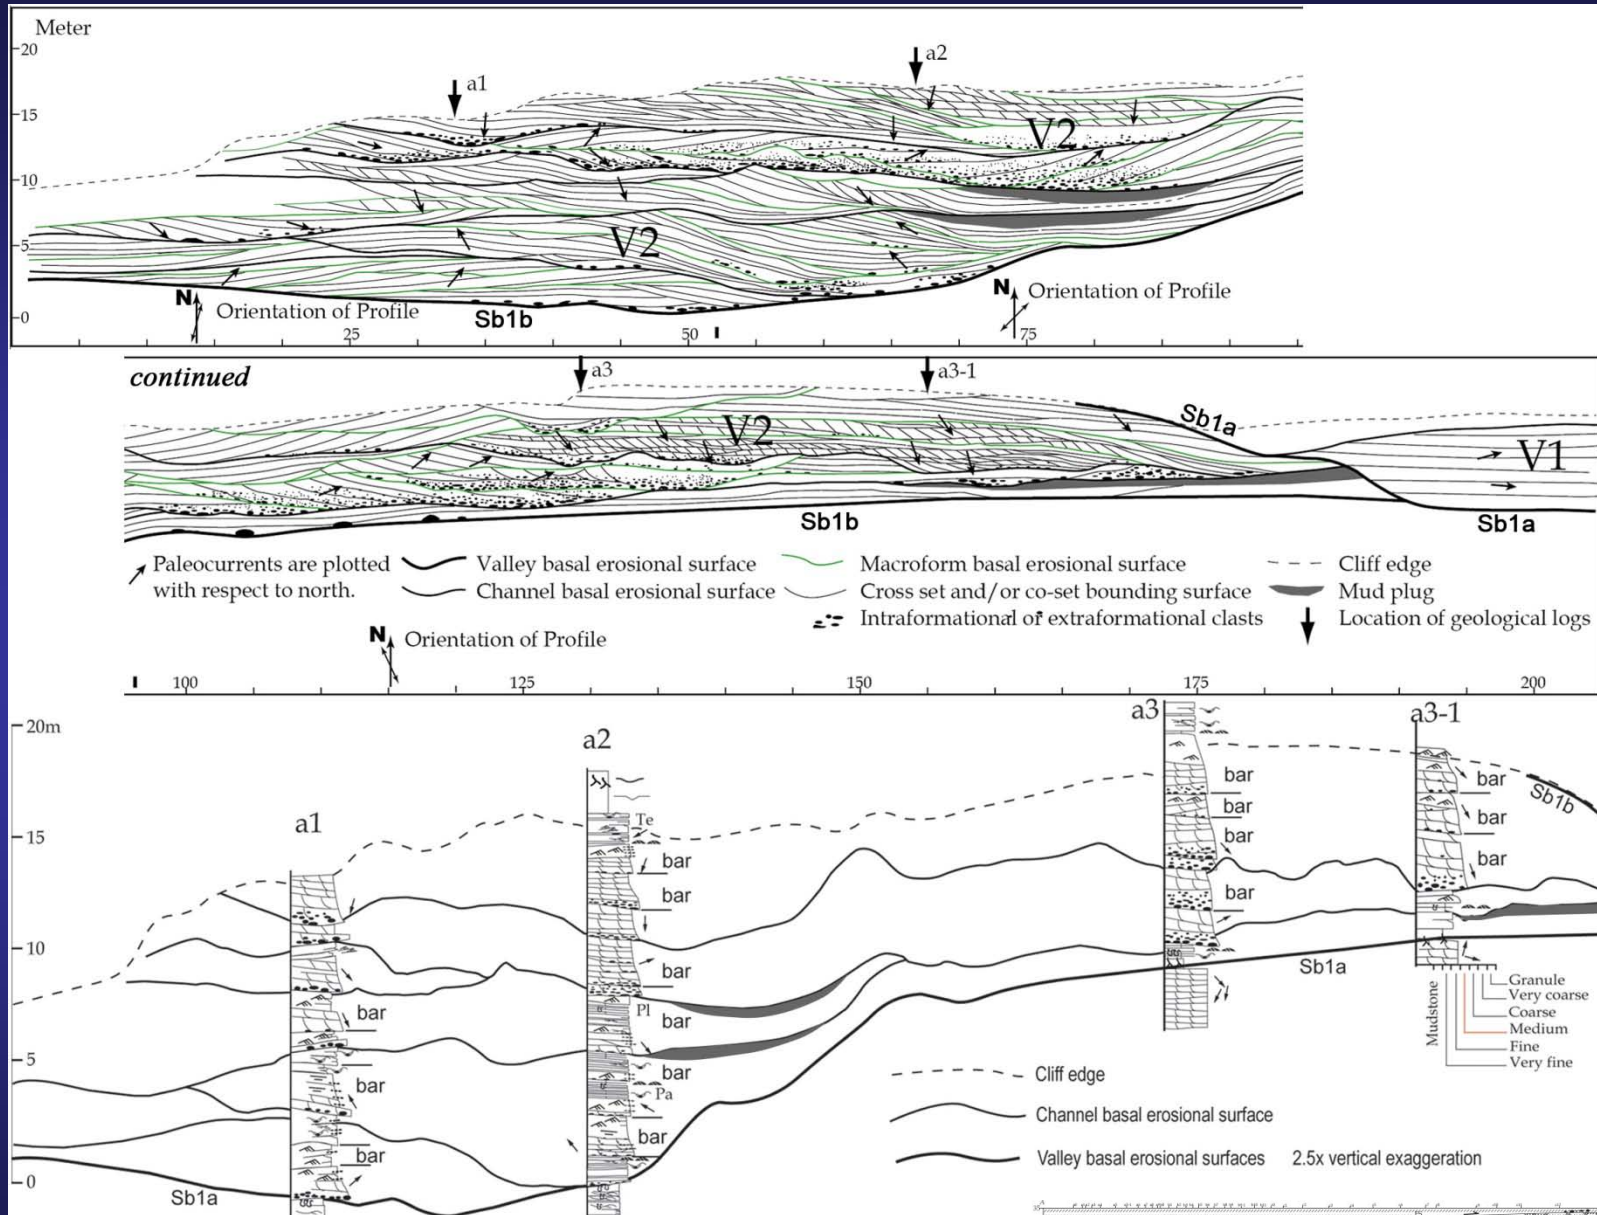 Meter
20
a1
a2
15
V2
10
5
V2
0
N
Orientation of Profile
Sb1b
N
Orientation of Profile
25
50
75
continued
a3
a3-1
V2
Sb1a
V1
Sb1b
Sb1a
Paleocurrents are plotted
with respect to north.
Valley basal erosional surface
Channel basal erosional surface
Macroform basal erosional surface
Cross set and/or co-set bounding surface
Intraformational or extraformational clasts
Cliff edge
Mud plug
Location of geological logs
N
Orientation of Profile
100
125
150
175
200
20m
a1
a2
a3
a3-1
Te
bar
bar
bar
bar
bar
bar
bar
bar
bar
bar
Sb1b
15
10
Pl
bar
bar
bar
Pa
bar
bar
bar
5
0
Sb1a
Sb1a
Mudstone
Granule
Very coarse
Coarse
Medium
Fine
Very fine
Cliff edge
Channel basal erosional surface
Valley basal erosional surfaces
2.5x vertical exaggeration